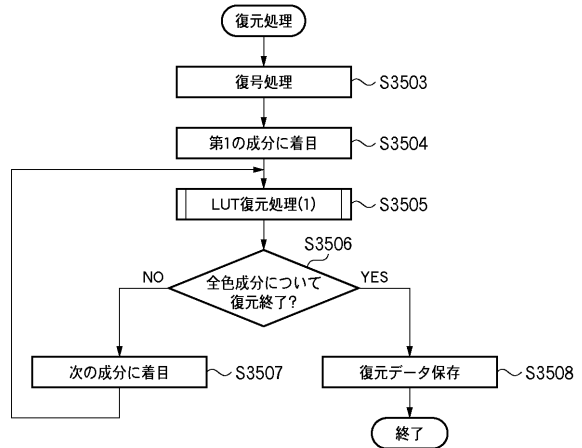 復元処理
復号処理
S3503
第1の成分に着目
S3504
LUT復元処理(1)
S3505
S3506
全色成分について
復元終了?
NO
YES
次の成分に着目
S3507
復元データ保存
S3508
終了